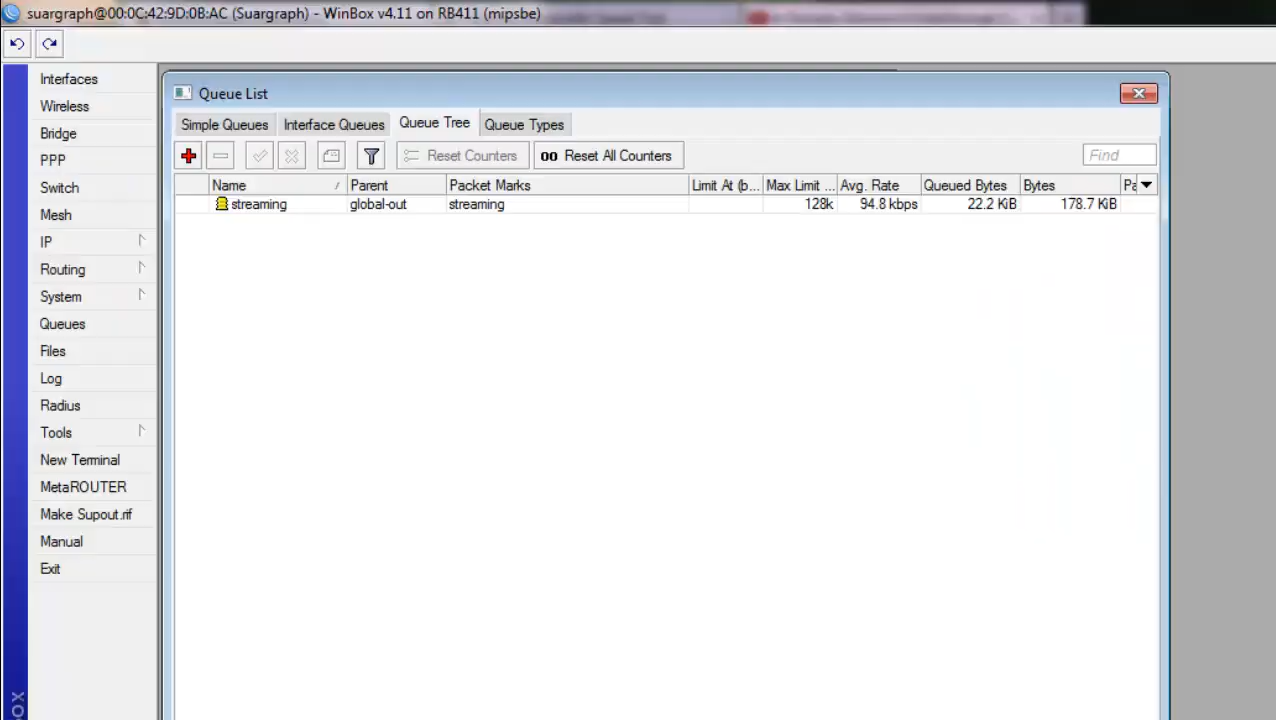 suargraph@00:0C:42:9D:0B:AC (Suargraph) - WinBox v4.11 on RB411 (mipsbe)
Interfaces
Wireless
Bridge
PPP
Switch
Mesh
IP
Routing
System
Queues
Files
Log
Radius
Tools
New Terminal
MetaROUTER
Make Supout.rif
Manual
Exit
Queue List
Simple Queues Interface Queues Queue Tree Queue Types
Reset Counters 00 Reset All Counters Find
Name / Parent Packet Marks Limit At (b... Max Limit ... Avg. Rate Queued Bytes Bytes Pa
streaming global-out streaming 128k 94.8 kbps 22.2 KiB 178.7 KiB